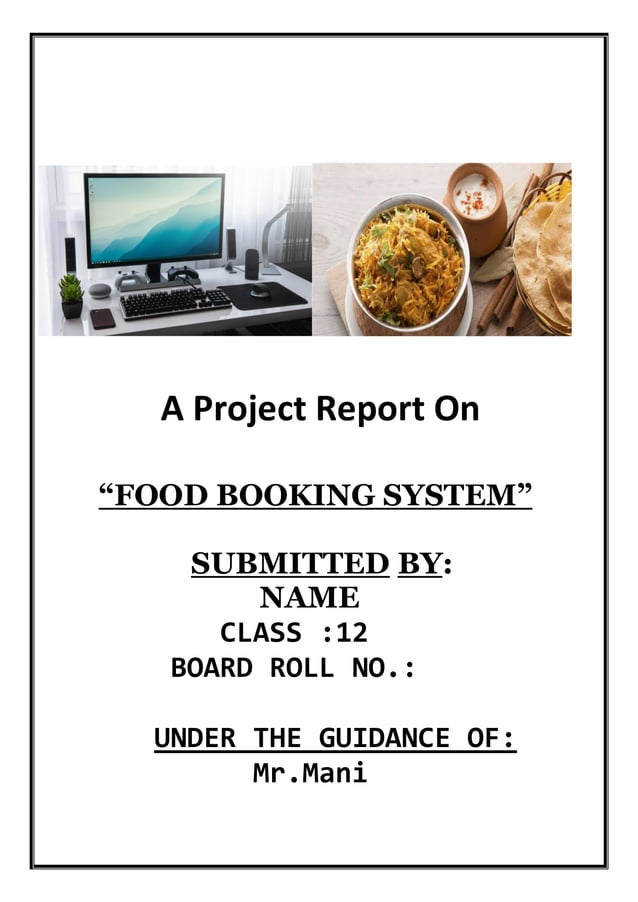 A Project Report On
“FOOD BOOKING SYSTEM”
SUBMITTED BY:
NAME
CLASS :12
BOARD ROLL NO.:
UNDER THE GUIDANCE OF:
Mr.Mani